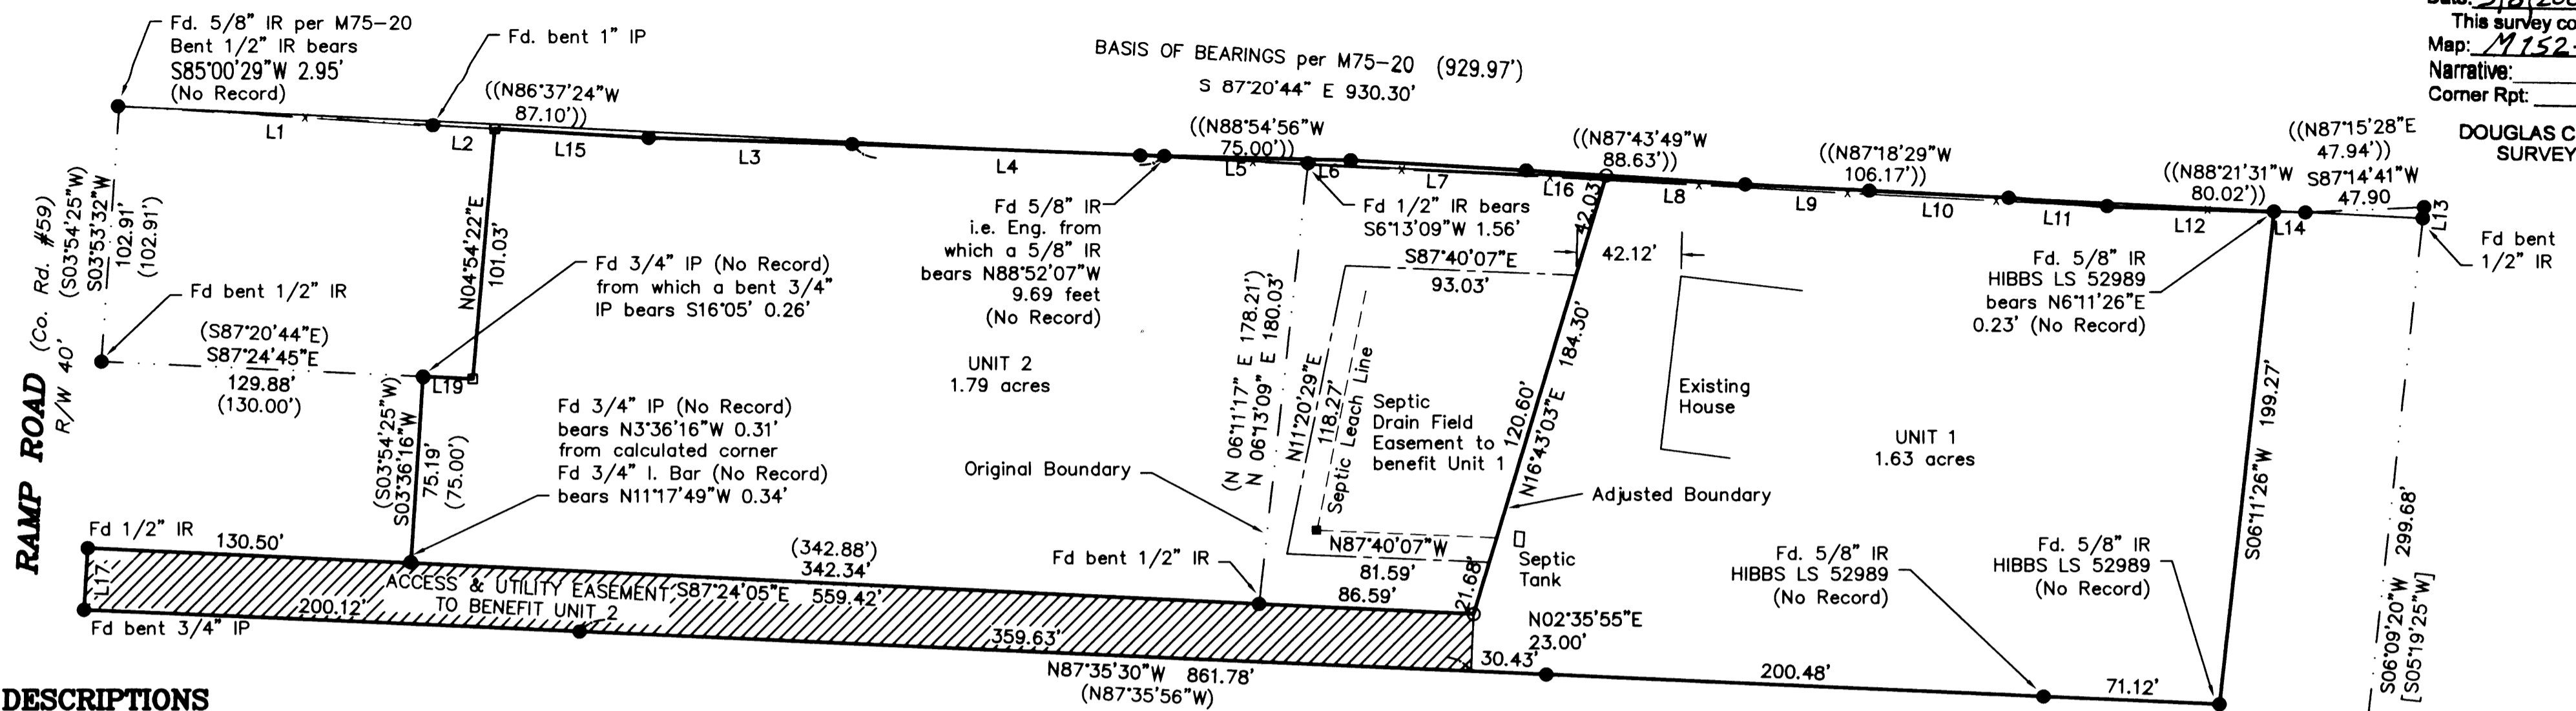 Fd. 5/8" IR per M75-20
Bent 1/2" IR bears
S85°00'29"W 2.95'
(No Record)
Fd. bent 1" IP
((N86°37'24"W
87.10'))
BASIS OF BEARINGS per M75-20 (929.97')
S 87°20'44" E 930.30'
This survey co
Map: M152-
Narrative:
Corner Rpt:
DOUGLAS C
SURVEY
((N88°54'56"W
75.00'))
((N87°43'49"W
88.63'))
((N87°18'29"W
106.17'))
((N88°21'31"W
80.02'))
((N87°15'28"E
47.94'))
S87°14'41"W
47.90
L1
L2
L15
L3
L4
L5
L6
L7
L16
L8
L9
L10
L11
L12
L14
L13
Fd bent
1/2" IR
RAMP ROAD (Co. Rd. #59)
R/W 40'
(S03°54'25"W)
S03°53'32"W
102.91'
(102.91')
N04°54'22"E
101.03'
Fd bent 1/2" IR
(S87°20'44"E)
S87°24'45"E
129.88'
(130.00')
L19
Fd 3/4" IP (No Record)
from which a bent 3/4"
IP bears S16°05' 0.26'
Fd 5/8" IR
i.e. Eng. from
which a 5/8" IR
bears N88°52'07"W
9.69 feet
(No Record)
Fd 1/2" IR bears
S6°13'09"W 1.56'
42.03
42.12'
S87°40'07"E
93.03'
Fd. 5/8" IR
HIBBS LS 52989
bears N6°11'26"E
0.23' (No Record)
UNIT 2
1.79 acres
(S03°54'25"W)
S03°36'16"W
75.19'
(75.00')
Fd 3/4" IP (No Record)
bears N3°36'16"W 0.31'
from calculated corner
Fd 3/4" I. Bar (No Record)
bears N11°17'49"W 0.34'
Original Boundary
(N 06°11'17" E 178.21')
N 06°13'09" E 180.03'
N11°20'29"E
118.27'
Septic Leach Line
Septic
Drain Field
Easement to
benefit Unit 1
120.60'
N16°43'03"E 184.30'
Existing
House
UNIT 1
1.63 acres
Adjusted Boundary
S06°11'26"W 199.27'
S06°09'20"W 299.68'
[S05°19'25"W]
Fd 1/2" IR
130.50'
(342.88')
342.34'
Fd bent 1/2" IR
N87°40'07"W
81.59'
86.59'
21.68'
Septic
Tank
Fd. 5/8" IR
HIBBS LS 52989
(No Record)
Fd. 5/8" IR
HIBBS LS 52989
(No Record)
L17
ACCESS & UTILITY EASEMENT S87°24'05"E 559.42'
TO BENEFIT UNIT 2
200.12'
Fd bent 3/4" IP
359.63'
N02°35'55"E
23.00'
30.43'
200.48'
71.12'
N87°35'30"W 861.78'
(N87°35'56"W)
DESCRIPTIONS